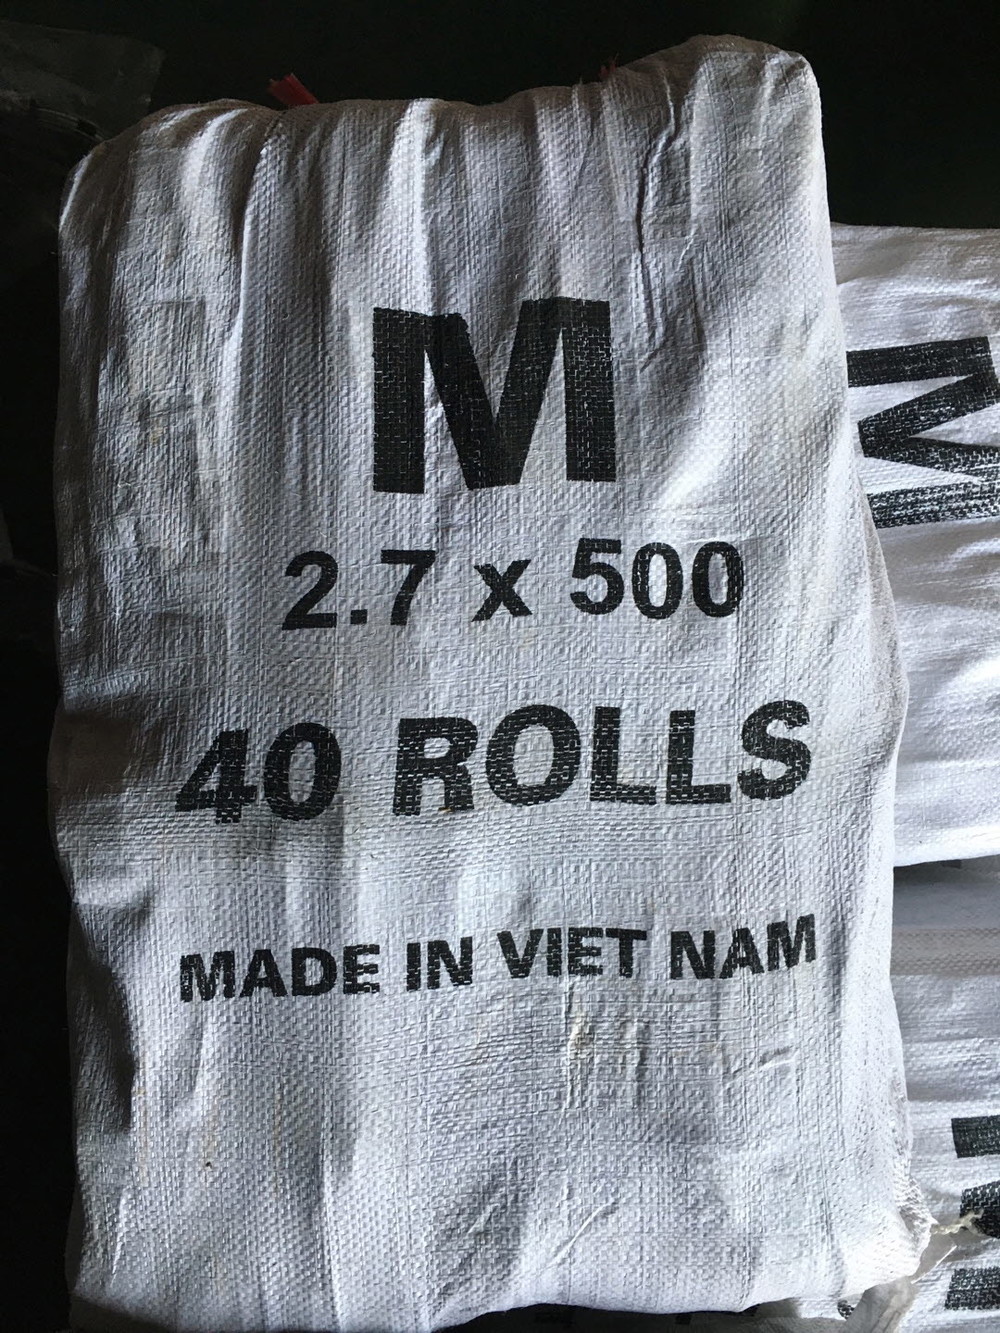 M
2.7 x 500
40 ROLLS
MADE IN VIET NAM
M